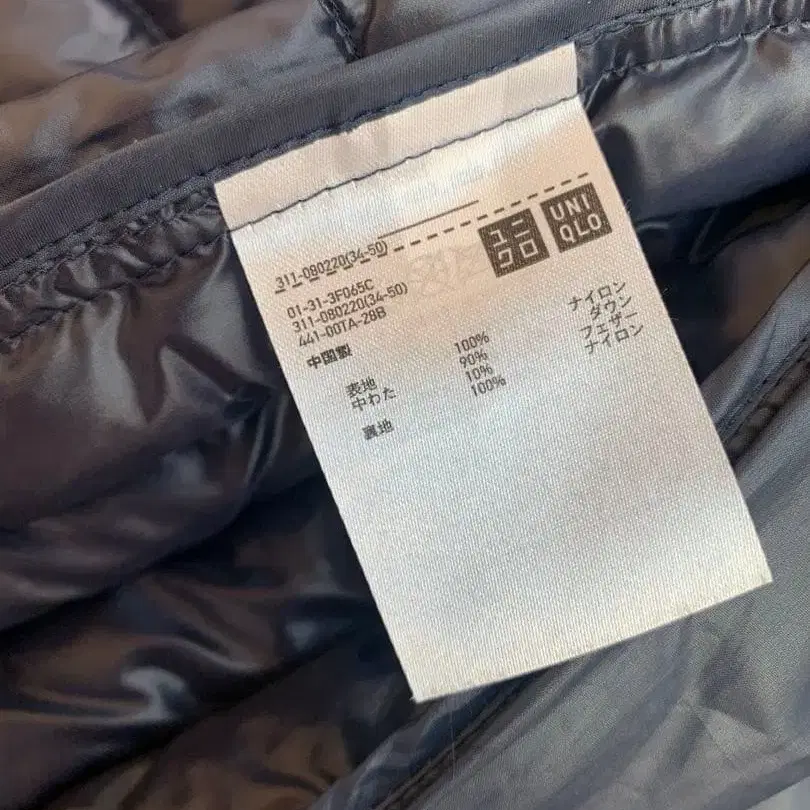 ユニ
クロ
UNI
QLO
311-080220(34-50)
01-31-3F065C
311-080220(34-50)
441-00TA-28B
中国製
表地 100% ナイロン
中わた 90% ダウン
10% フェザー
裏地 100% ナイロン